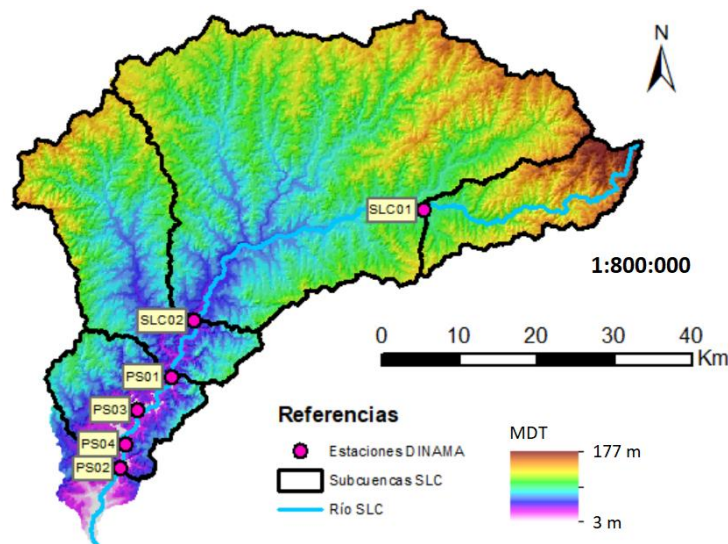 N
SLC01
1:800:000
SLC02
0 10 20 30 40
Km
PS01
PS03
PS04
PS02
Referencias
Estaciones DINAMA
Subcuencas SLC
Río SLC
MDT
177 m
3 m